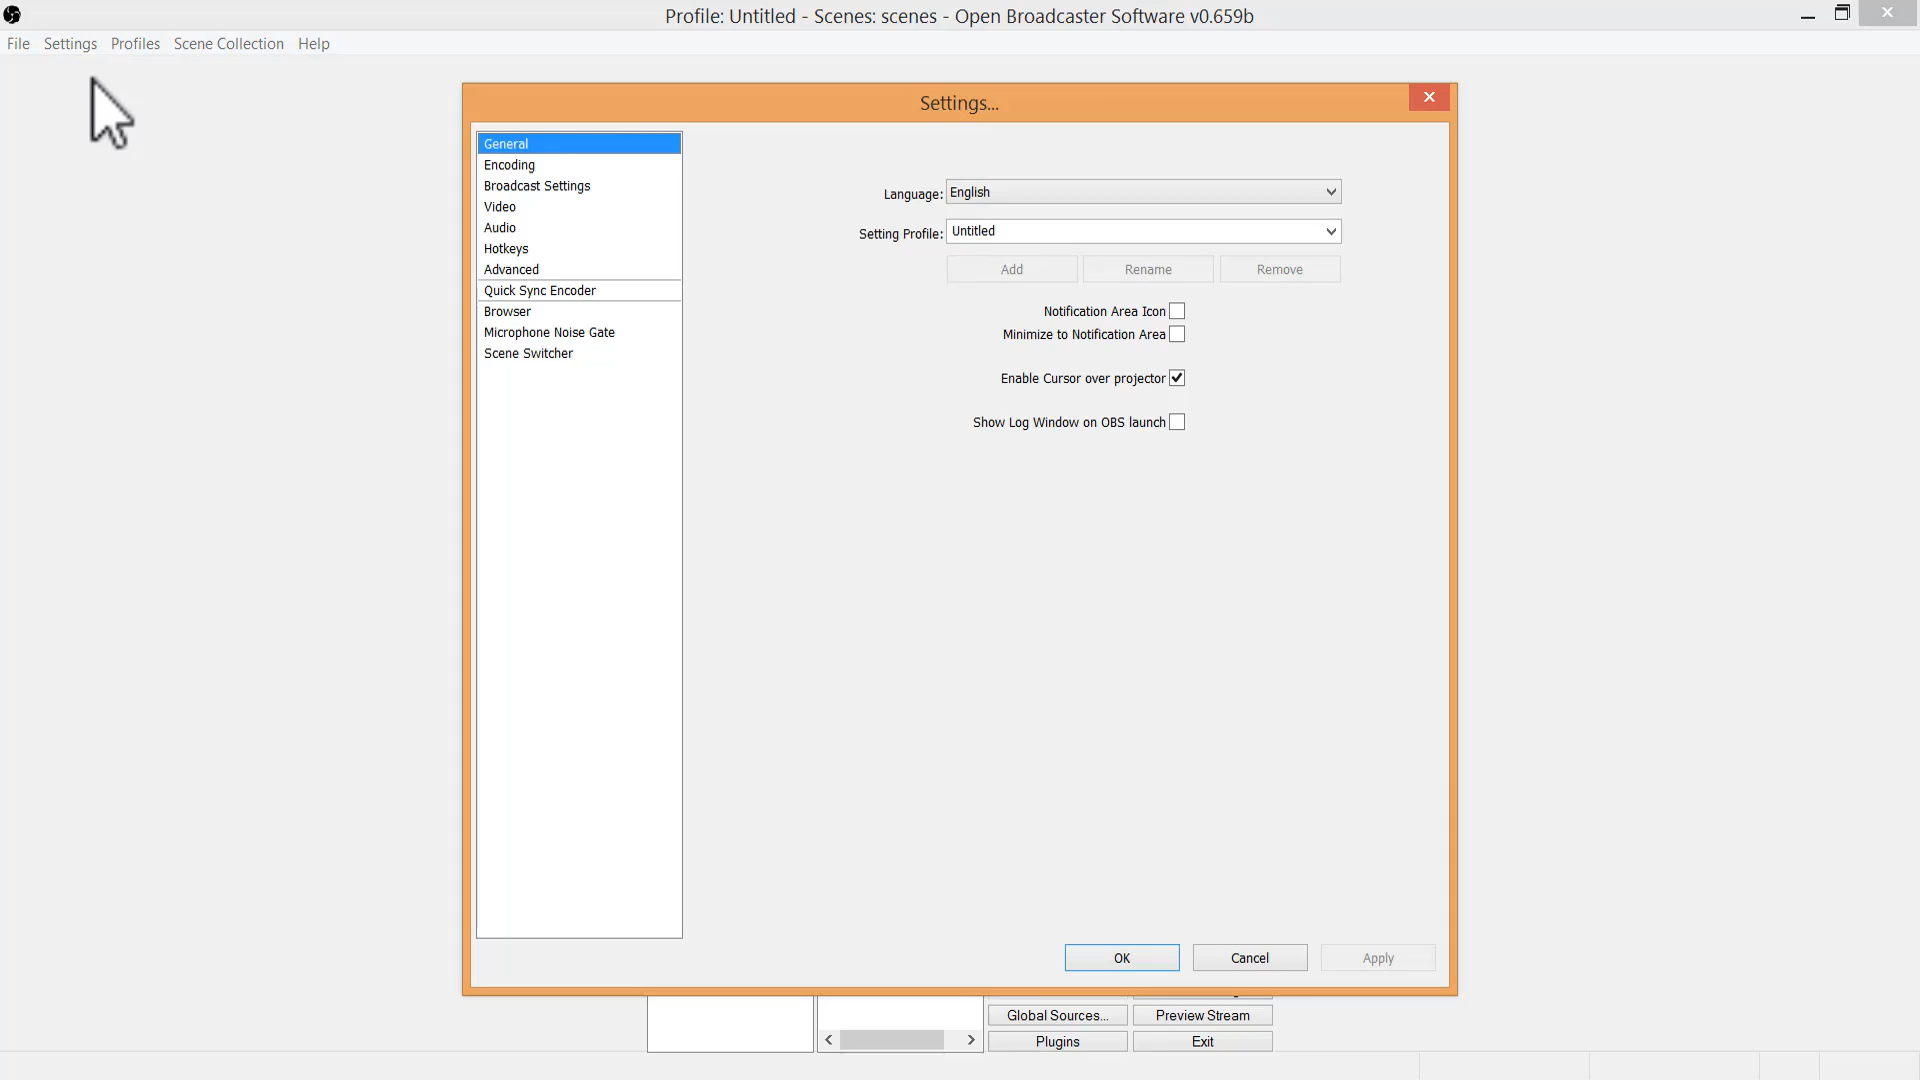 Profile: Untitled - Scenes: scenes - Open Broadcaster Software v0.659b
File Settings Profiles Scene Collection Help
Settings...
General
Encoding
Broadcast Settings
Video
Audio
Hotkeys
Advanced
Quick Sync Encoder
Browser
Microphone Noise Gate
Scene Switcher
Language: English
Setting Profile: Untitled
Add Rename Remove
Notification Area Icon
Minimize to Notification Area
Enable Cursor over projector
Show Log Window on OBS launch
OK Cancel Apply
Global Sources... Preview Stream
Plugins Exit